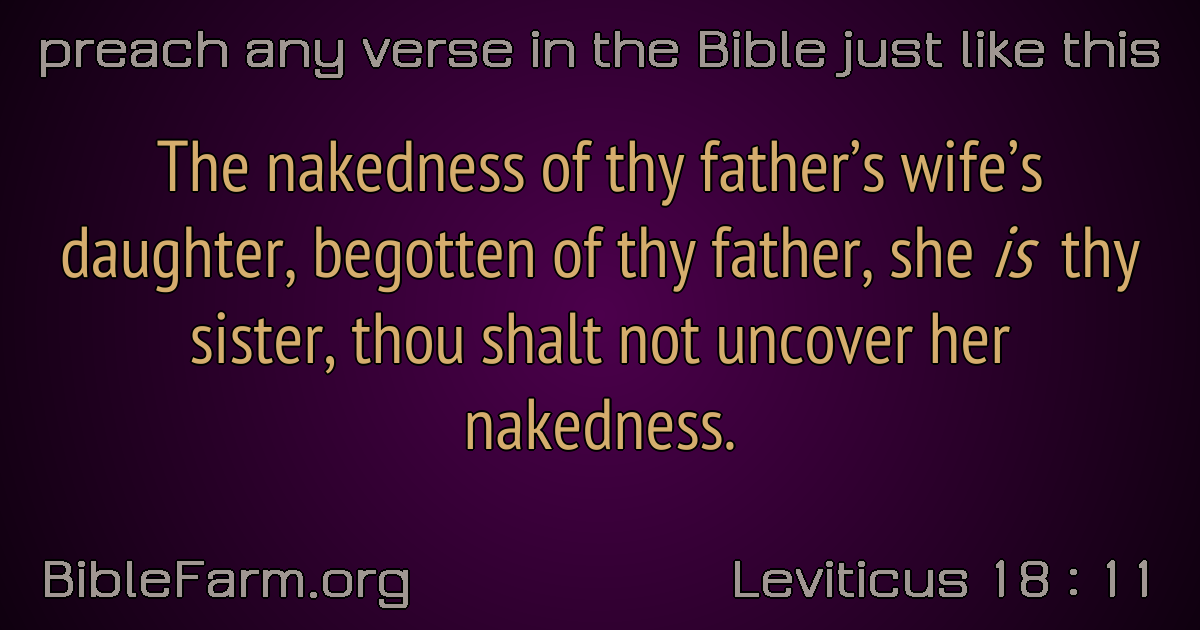 preach any verse in the Bible just like this
The nakedness of thy father’s wife’s
daughter, begotten of thy father, she is thy
sister, thou shalt not uncover her
nakedness.
BibleFarm.org
Leviticus 18 : 11